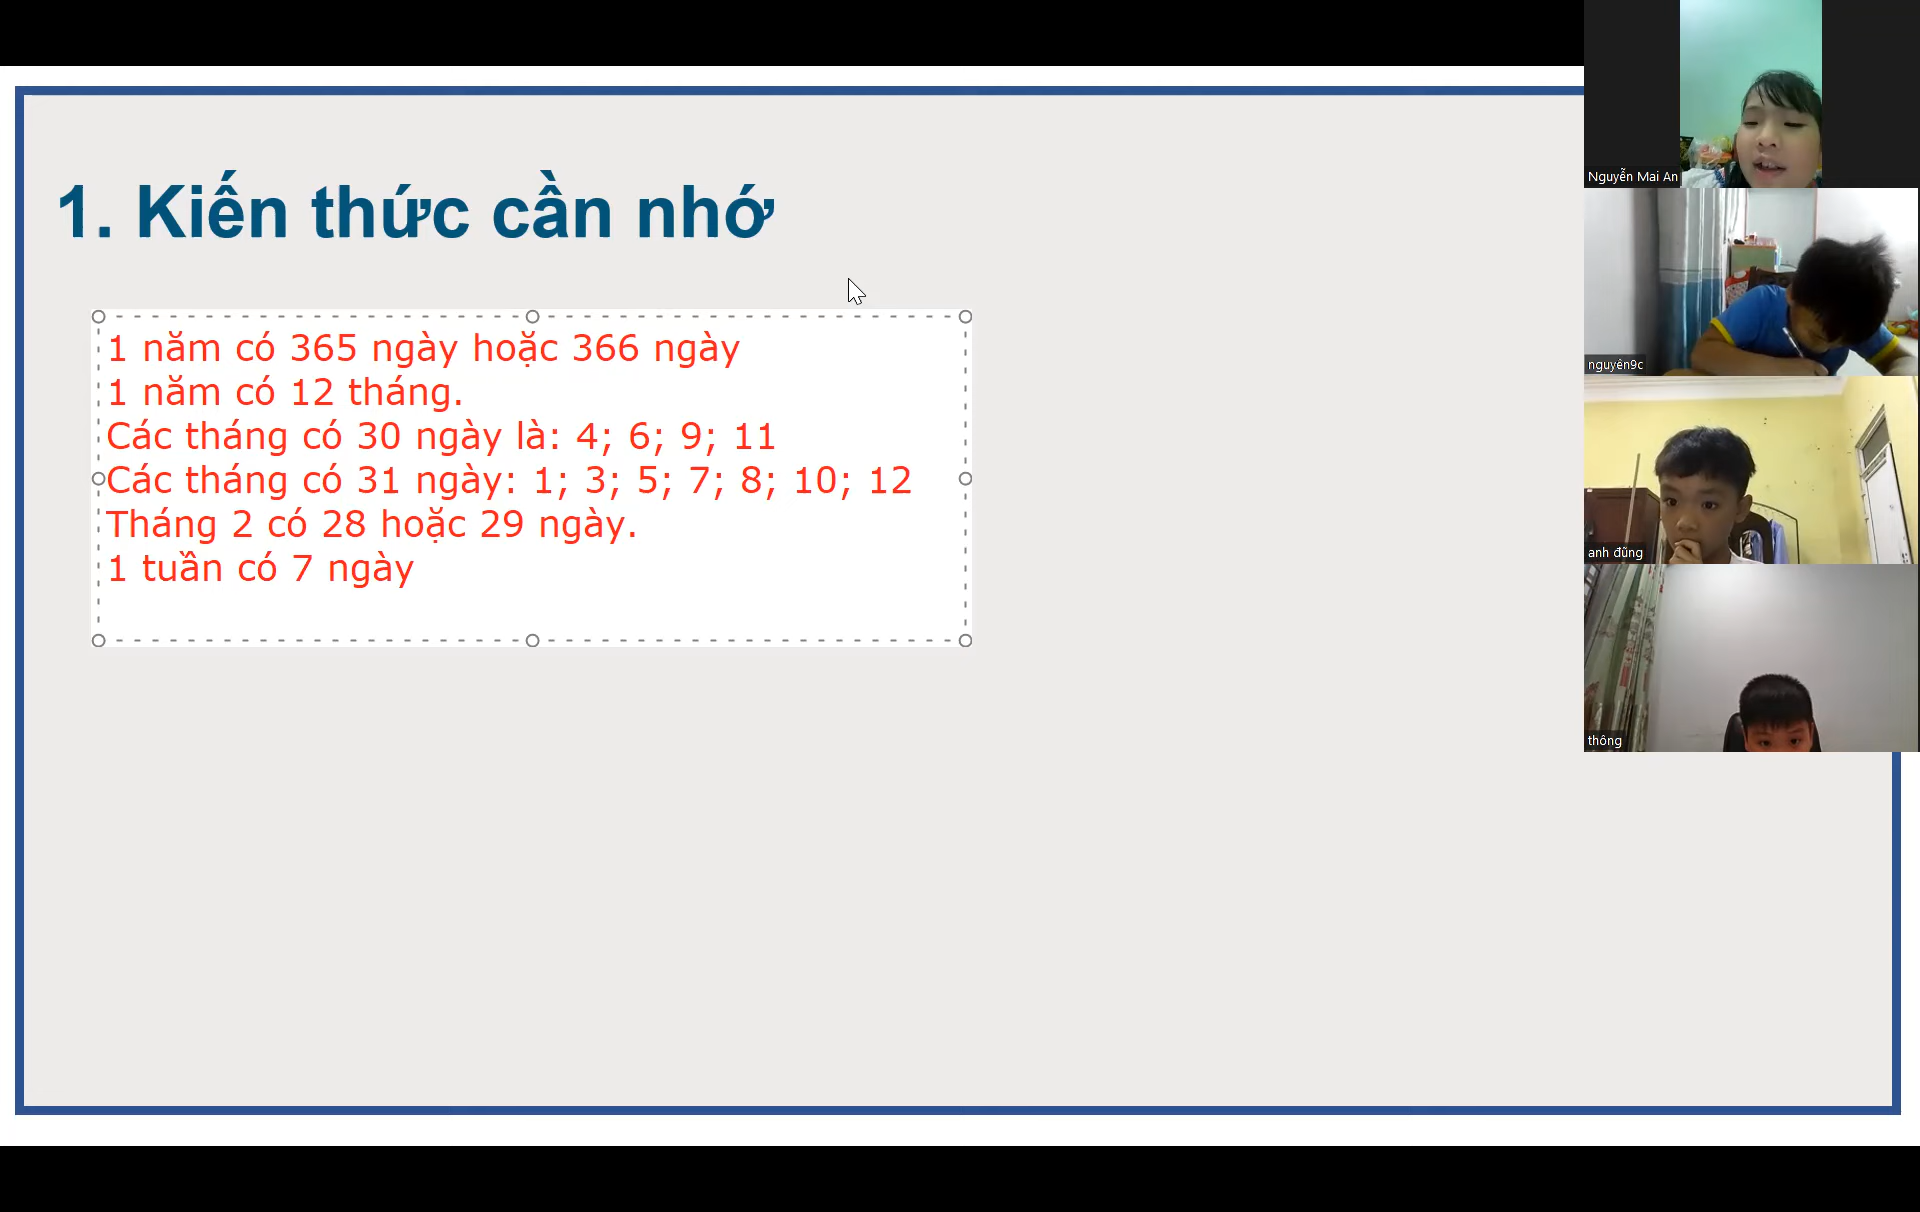 1. Kiến thức cần nhớ
1 năm có 365 ngày hoặc 366 ngày
1 năm có 12 tháng.
Các tháng có 30 ngày là: 4; 6; 9; 11
Các tháng có 31 ngày: 1; 3; 5; 7; 8; 10; 12
Tháng 2 có 28 hoặc 29 ngày.
1 tuần có 7 ngày
Nguyễn Mai An
nguyên9c
anh đũng
thông